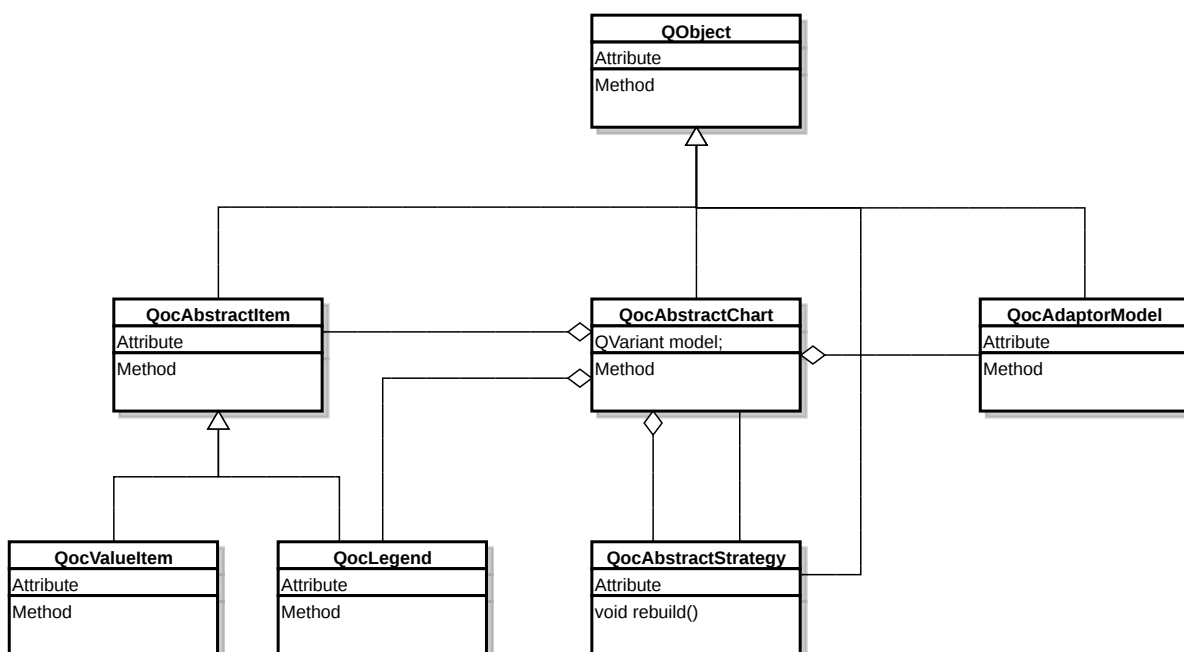 QObject
Attribute
Method
QocAbstractItem
Attribute
Method
QocAbstractChart
QVariant model;
Method
QocAdaptorModel
Attribute
Method
QocValueItem
Attribute
Method
QocLegend
Attribute
Method
QocAbstractStrategy
Attribute
void rebuild()